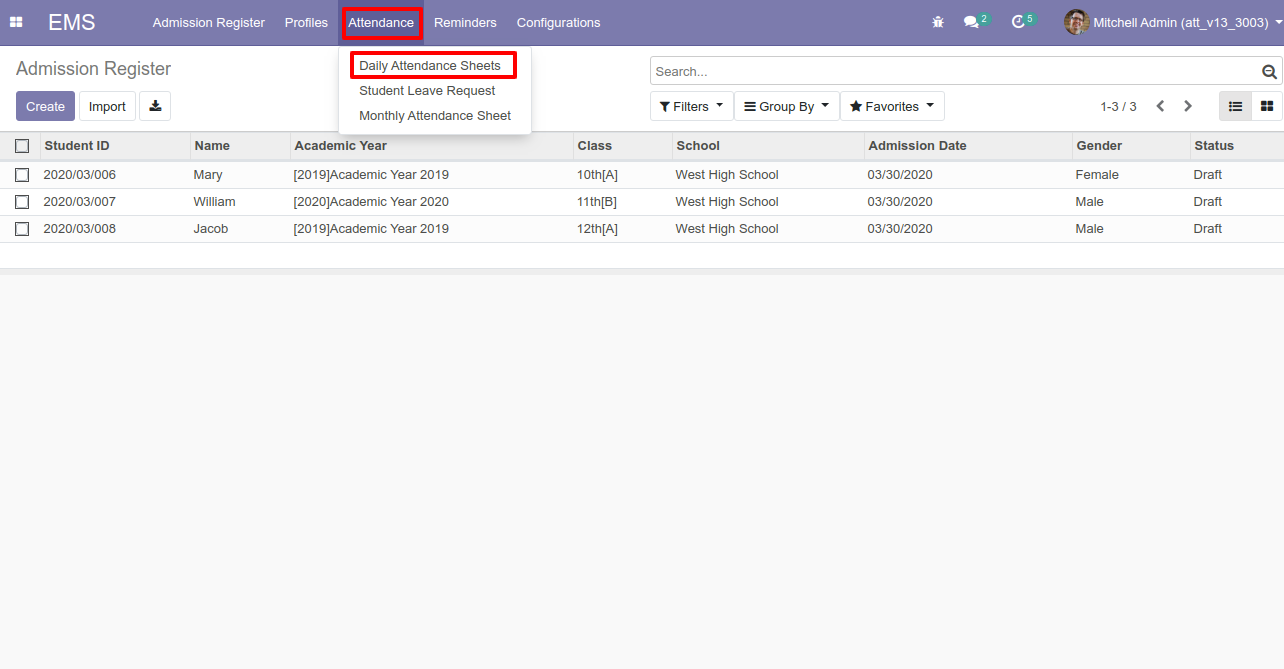 EMS Admission Register Profiles Attendance Reminders Configurations 2 5 Mitchell Admin (att_v13_3003)
Admission Register
Daily Attendance Sheets
Student Leave Request
Monthly Attendance Sheet
Search...
Create Import Filters Group By Favorites 1-3 / 3
Student ID Name Academic Year Class School Admission Date Gender Status
2020/03/006 Mary [2019]Academic Year 2019 10th[A] West High School 03/30/2020 Female Draft
2020/03/007 William [2020]Academic Year 2020 11th[B] West High School 03/30/2020 Male Draft
2020/03/008 Jacob [2019]Academic Year 2019 12th[A] West High School 03/30/2020 Male Draft